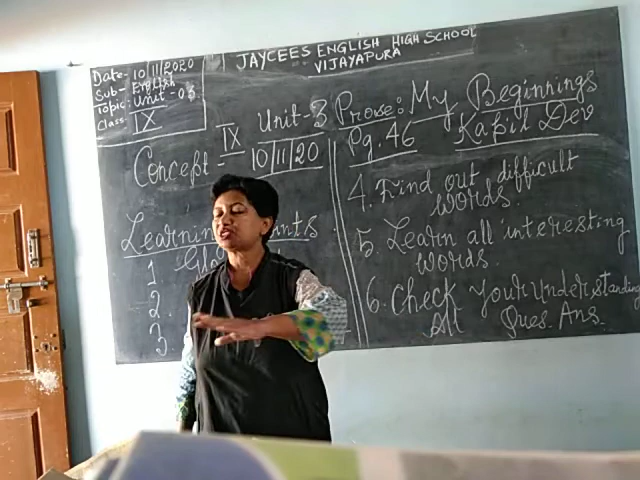 JAYCEES ENGLISH HIGH SCHOOL
VIJAYAPURA
Date- 10/11/2020
Sub- English
Topic- Unit-03
Class- IX
IX Unit-3 Prose: My Beginnings
Concept - 10/11/20 Pg. 46 Kapil Dev
1.
2.
3
4. Find out difficult
words.
5. Learn all interesting
words.
6. Check Your Understanding
All Ques. Ans.